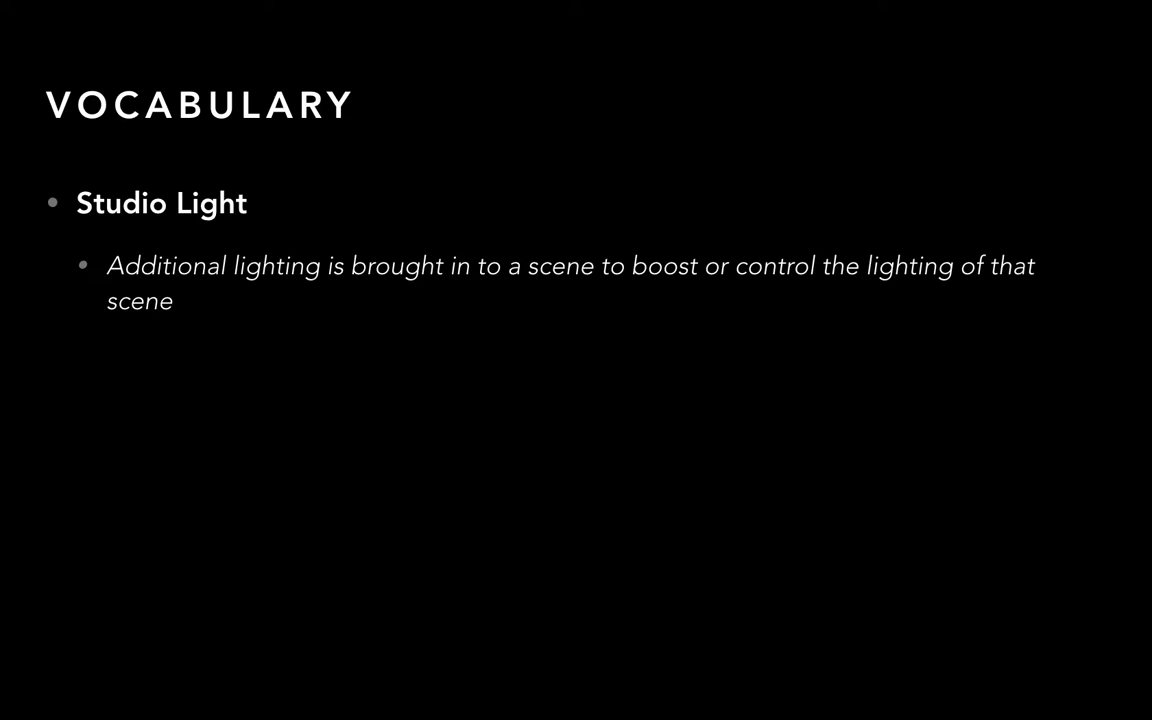 VOCABULARY
• Studio Light
• Additional lighting is brought in to a scene to boost or control the lighting of that
scene